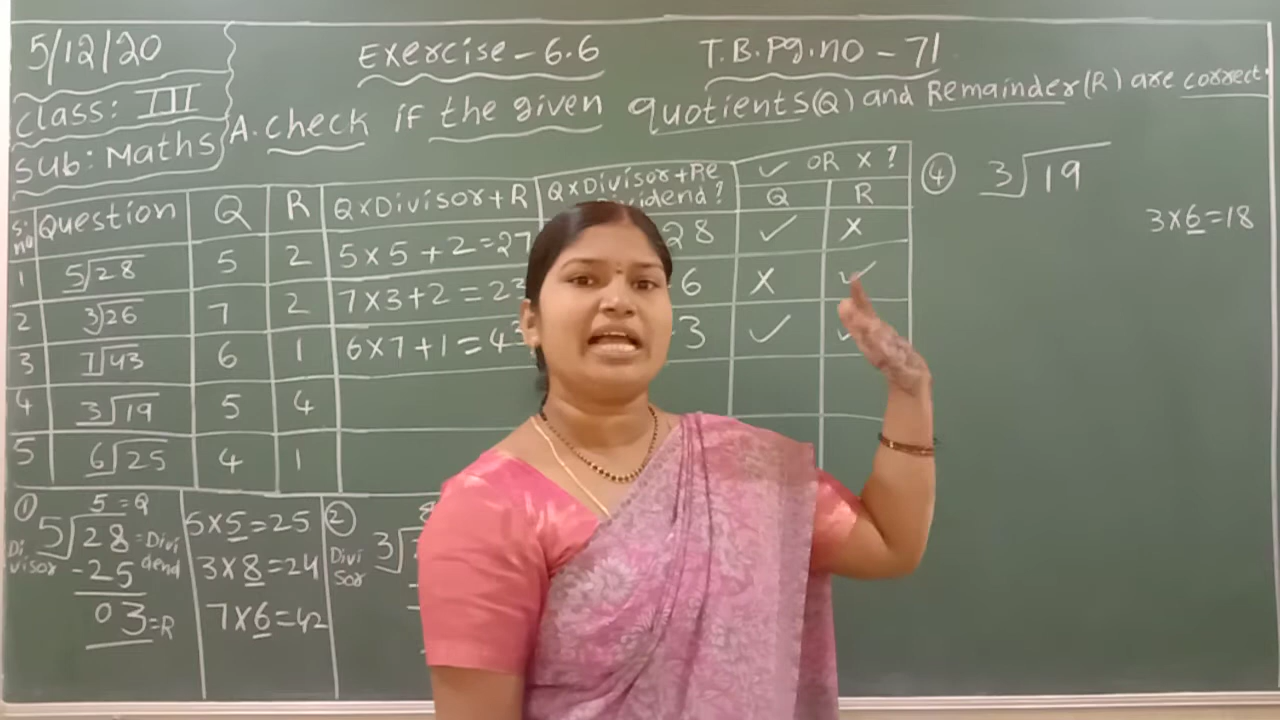 5/12/20
Class: III
Sub: Maths
Exercise-6.6
T.B.Pg.no - 71
A. Check if the given quotients(Q) and Remainder(R) are correct.
S. no Question Q R Q×Divisor+R Q×Divisor+Re ✓ OR × ?
Q R
1 5)28 5 2 5×5+2=27 28 ✓ ×
2 3)26 7 2 7×3+2=23 6 × ✓
3 7)43 6 1 6×7+1=43 3 ✓ ✓
4 3)19 5 4
5 6)25 4 1
① 5=Q
5)28 = Dividend
Divisor
-25
03=R
5×5=25
3×8=24
7×6=42
② 8
3)
Divisor
④ 3)19
3×6=18